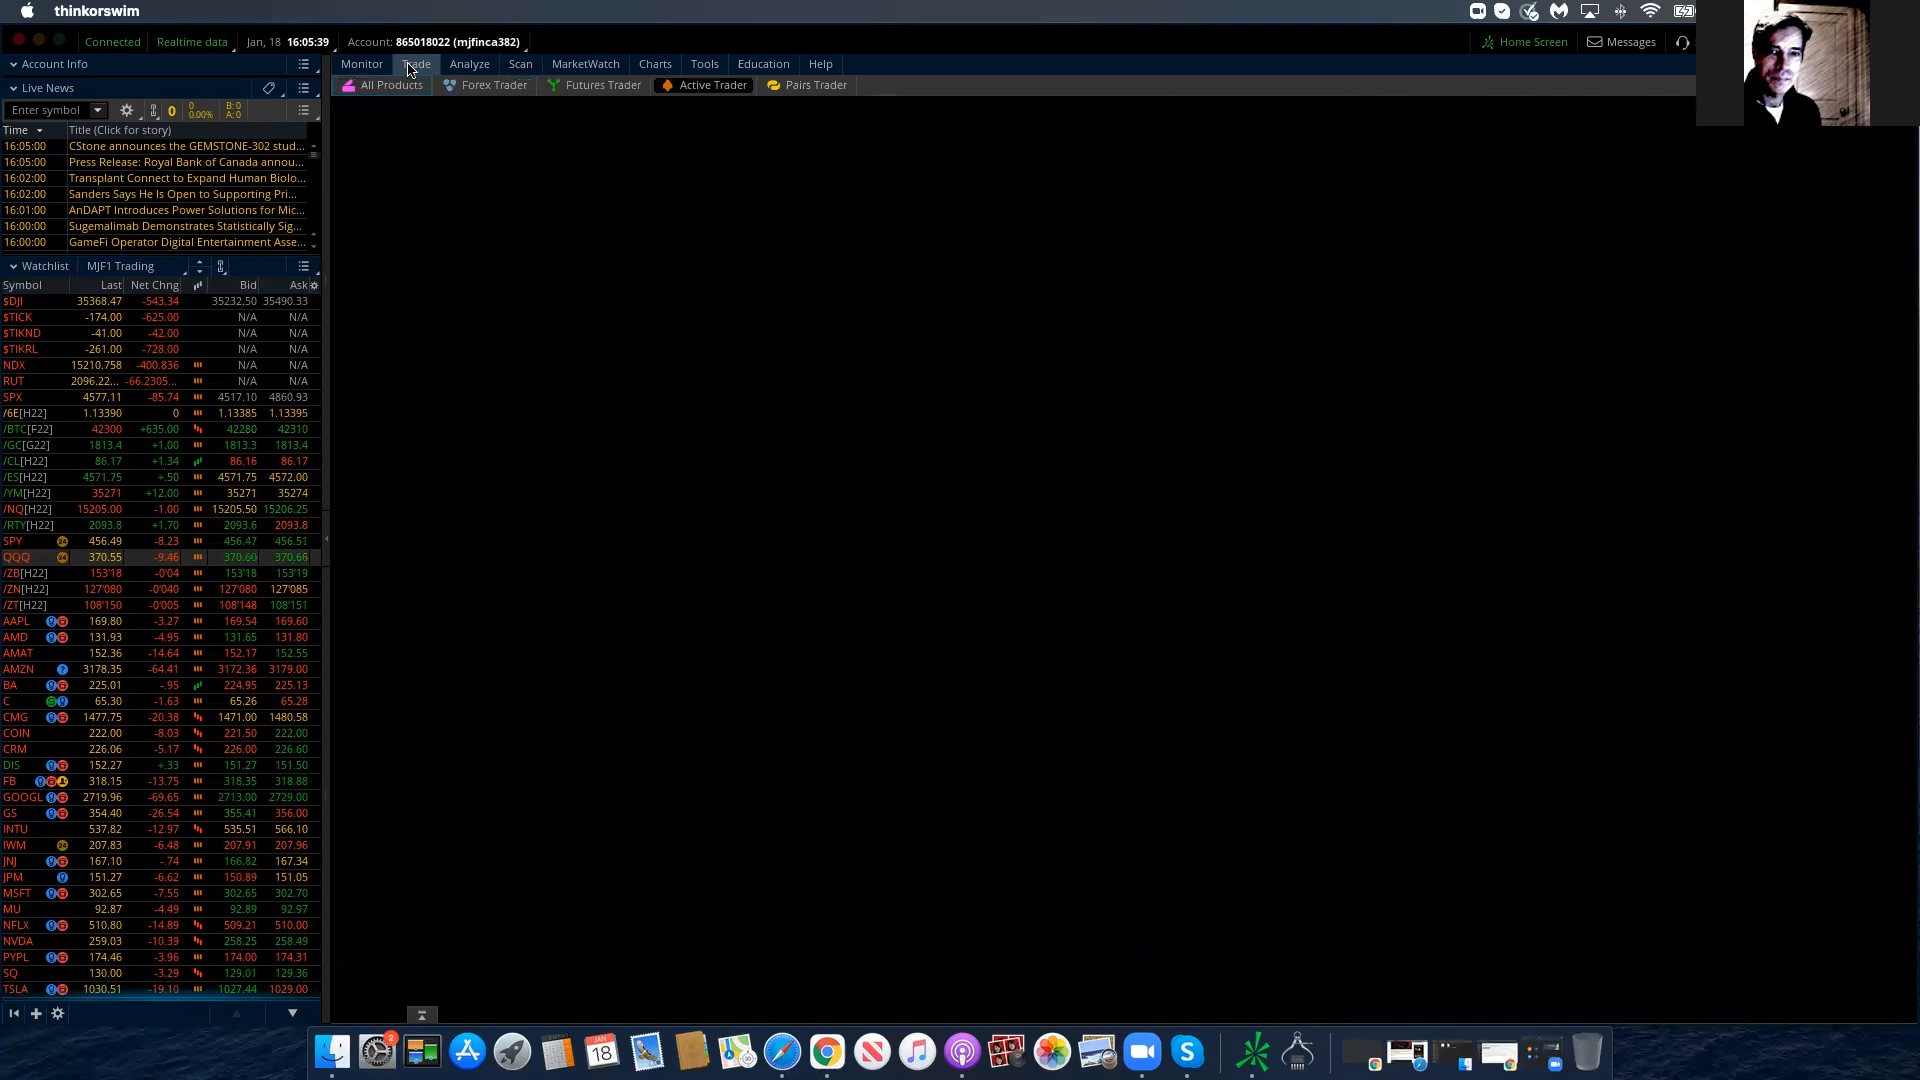 thinkorswim
Connected Realtime data Jan, 18 16:05:39 Account: 865018022 (mjfinca382) Home Screen Messages
Account Info
Monitor Trade Analyze Scan MarketWatch Charts Tools Education Help
Live News
All Products Forex Trader Futures Trader Active Trader Pairs Trader
Enter symbol 0 0 0.00% B: 0 A: 0
Time Title (Click for story)
16:05:00 CStone announces the GEMSTONE-302 stud...
16:05:00 Press Release: Royal Bank of Canada annou...
16:02:00 Transplant Connect to Expand Human Biolo...
16:02:00 Sanders Says He Is Open to Supporting Pri...
16:01:00 AnDAPT Introduces Power Solutions for Mic...
16:00:00 Sugemalimab Demonstrates Statistically Sig...
16:00:00 GameFi Operator Digital Entertainment Asse...
Watchlist MJF1 Trading
Symbol Last Net Chng Bid Ask
$DJI 35368.47 -543.34 35232.50 35490.33
$TICK -174.00 -625.00 N/A N/A
$TIKND -41.00 -42.00 N/A N/A
$TIKRL -261.00 -728.00 N/A N/A
NDX 15210.758 -400.836 N/A N/A
RUT 2096.22... -66.2305... N/A N/A
SPX 4577.11 -85.74 4517.10 4860.93
/6E[H22] 1.13390 0 1.13385 1.13395
/BTC[F22] 42300 +635.00 42280 42310
/GC[G22] 1813.4 +1.00 1813.3 1813.4
/CL[H22] 86.17 +1.34 86.16 86.17
/ES[H22] 4571.75 +.50 4571.75 4572.00
/YM[H22] 35271 +12.00 35271 35274
/NQ[H22] 15205.00 -1.00 15205.50 15206.25
/RTY[H22] 2093.8 +1.70 2093.6 2093.8
SPY 456.49 -8.23 456.47 456.51
QQQ 370.55 -9.46 370.60 370.66
/ZB[H22] 153'18 -0'04 153'18 153'19
/ZN[H22] 127'080 -0'040 127'080 127'085
/ZT[H22] 108'150 -0'005 108'148 108'151
AAPL 169.80 -3.27 169.54 169.60
AMD 131.93 -4.95 131.65 131.80
AMAT 152.36 -14.64 152.17 152.55
AMZN 3178.35 -64.41 3172.36 3179.00
BA 225.01 -.95 224.95 225.13
C 65.30 -1.63 65.26 65.28
CMG 1477.75 -20.38 1471.00 1480.58
COIN 222.00 -8.03 221.50 222.00
CRM 226.06 -5.17 226.00 226.60
DIS 152.27 +.33 151.27 151.50
FB 318.15 -13.75 318.35 318.88
GOOGL 2719.96 -69.65 2713.00 2729.00
GS 354.40 -26.54 355.41 356.00
INTU 537.82 -12.97 535.51 566.10
IWM 207.83 -6.48 207.91 207.96
JNJ 167.10 -.74 166.82 167.34
JPM 151.27 -6.62 150.89 151.05
MSFT 302.65 -7.55 302.65 302.70
MU 92.87 -4.49 92.89 92.97
NFLX 510.80 -14.89 509.21 510.00
NVDA 259.03 -10.39 258.25 258.49
PYPL 174.46 -3.96 174.00 174.31
SQ 130.00 -3.29 129.01 129.36
TSLA 1030.51 -19.10 1027.44 1029.00
2
JAN 18